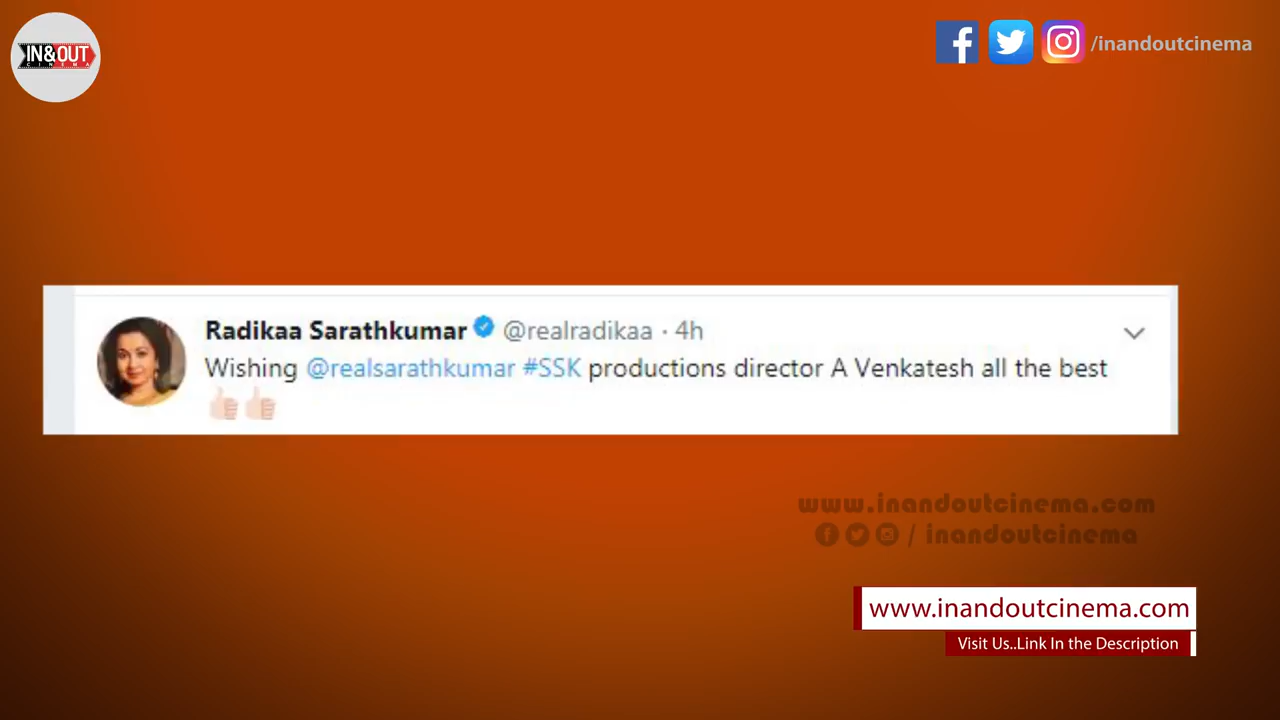 IN&OUT
CINEMA
/inandoutcinema
Radikaa Sarathkumar @realradikaa · 4h
Wishing @realsarathkumar #SSK productions director A Venkatesh all the best
👍🏻👍🏻
www.inandoutcinema.com
/ inandoutcinema
www.inandoutcinema.com
Visit Us..Link In the Description